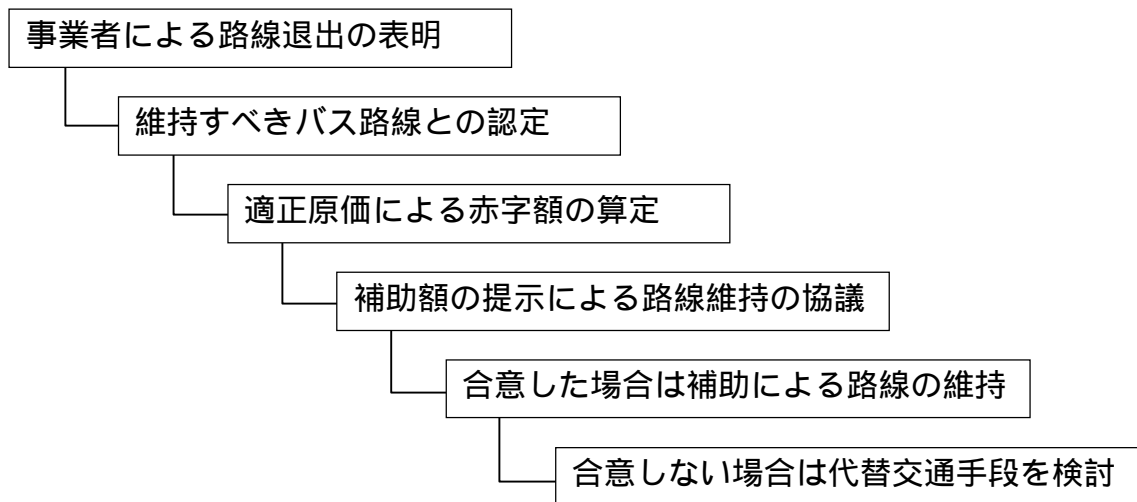 事業者による路線退出の表明
維持すべきバス路線との認定
適正原価による赤字額の算定
補助額の提示による路線維持の協議
合意した場合は補助による路線の維持
合意しない場合は代替交通手段を検討